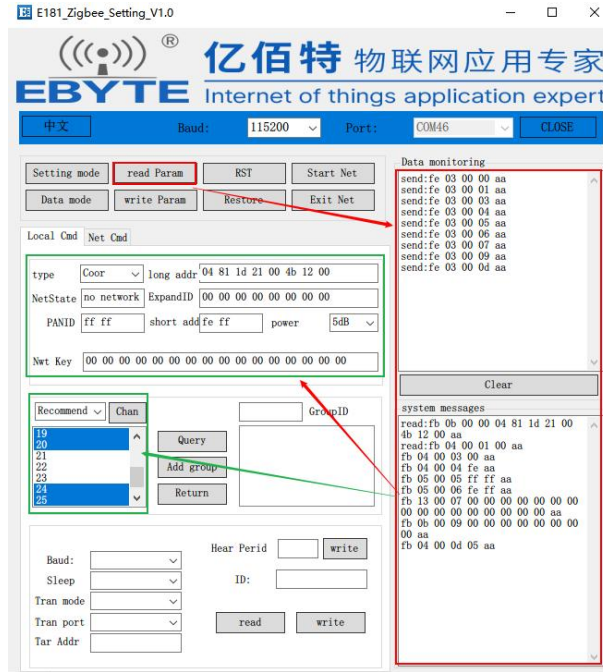 E181_Zigbee_Setting_V1.0
(((•))) ®
EBYTE
亿佰特 物联网应用专家
Internet of things application expert
中文 Baud: 115200 Port: COM46 CLOSE
Setting mode read Param RST Start Net
Data mode write Param Restore Exit Net
Local Cmd Net Cmd
type Coor long addr 04 81 1d 21 00 4b 12 00
NetState no network ExpandID 00 00 00 00 00 00 00 00
PANID ff ff short add fe ff power 5dB
Nwt Key 00 00 00 00 00 00 00 00 00 00 00 00 00 00 00 00
Recommend Chan GroupID
19
20
21
22
23
24
25
Query
Add group
Return
Hear Perid write
Baud:
Sleep ID:
Tran mode
Tran port read write
Tar Addr
Data monitoring
send:fe 03 00 00 aa
send:fe 03 00 01 aa
send:fe 03 00 03 aa
send:fe 03 00 04 aa
send:fe 03 00 05 aa
send:fe 03 00 06 aa
send:fe 03 00 07 aa
send:fe 03 00 09 aa
send:fe 03 00 0d aa
Clear
system messages
read:fb 0b 00 00 04 81 1d 21 00
4b 12 00 aa
read:fb 04 00 01 00 aa
fb 04 00 03 00 aa
fb 04 00 04 fe aa
fb 05 00 05 ff ff aa
fb 05 00 06 fe ff aa
fb 13 00 07 00 00 00 00 00 00 00
00 00 00 00 00 00 00 00 00 aa
fb 0b 00 09 00 00 00 00 00 00 00
00 aa
fb 04 00 0d 05 aa